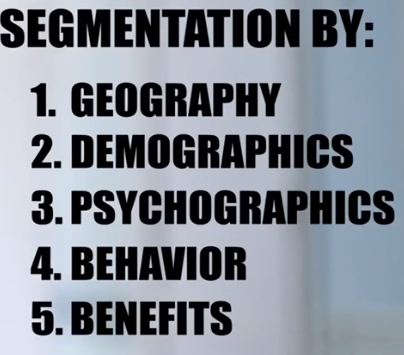 SEGMENTATION BY:
1. GEOGRAPHY
2. DEMOGRAPHICS
3. PSYCHOGRAPHICS
4. BEHAVIOR
5. BENEFITS